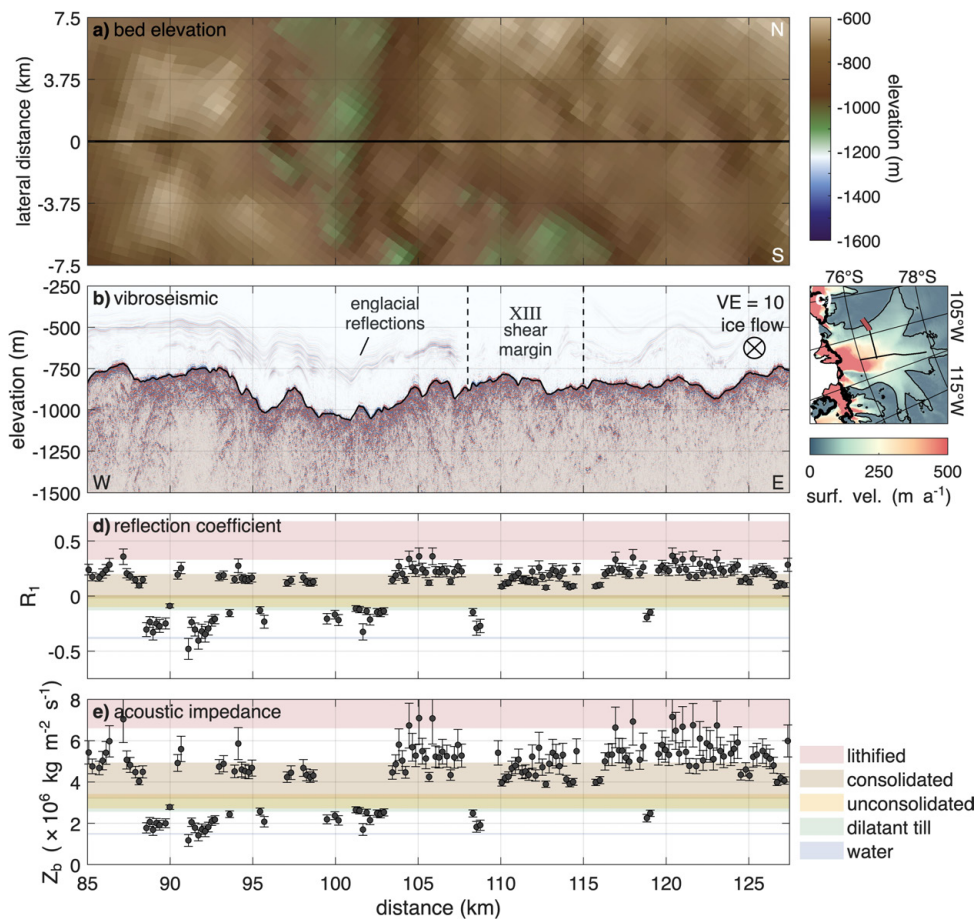 a) bed elevation
N
S
7.5
3.75
0
-3.75
-7.5
lateral distance (km)
-600
-800
-1000
-1200
-1400
-1600
elevation (m)
b) vibroseismic
englacial
reflections
XIII
shear
margin
VE = 10
ice flow
W
E
-250
-500
-750
-1000
-1250
-1500
elevation (m)
76°S
78°S
c
105°W
115°W
0
250
500
surf. vel. (m a⁻¹)
d) reflection coefficient
0.5
0
-0.5
R₁
e) acoustic impedance
8
6
4
2
0
Z_b (× 10⁶ kg m⁻² s⁻¹)
85
90
95
100
105
110
115
120
125
distance (km)
lithified
consolidated
unconsolidated
dilatant till
water